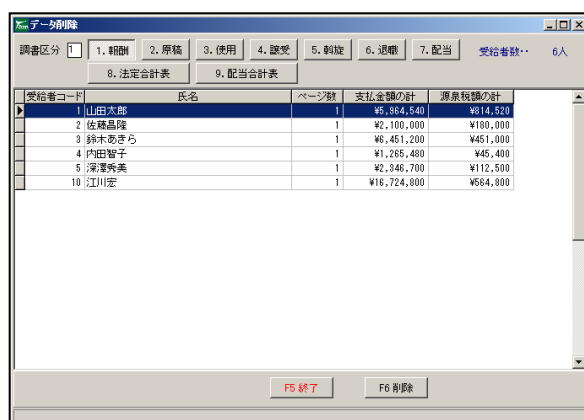 データ削除
調書区分 1 1.報酬 2.原稿 3.使用 4.譲受 5.斡旋 6.退職 7.配当 受給者数･･ 6人
8.法定合計表 9.配当合計表
受給者コード 氏名 ページ数 支払金額の計 源泉税額の計
1 山田太郎 1 ¥5,964,540 ¥814,520
2 佐藤昌隆 1 ¥2,100,000 ¥180,000
3 鈴木あきら 1 ¥6,451,200 ¥451,000
4 内田智子 1 ¥1,265,480 ¥45,400
5 深澤秀美 1 ¥2,346,700 ¥112,500
10 江川宏 1 ¥16,724,800 ¥564,800
F5 終了 F6 削除